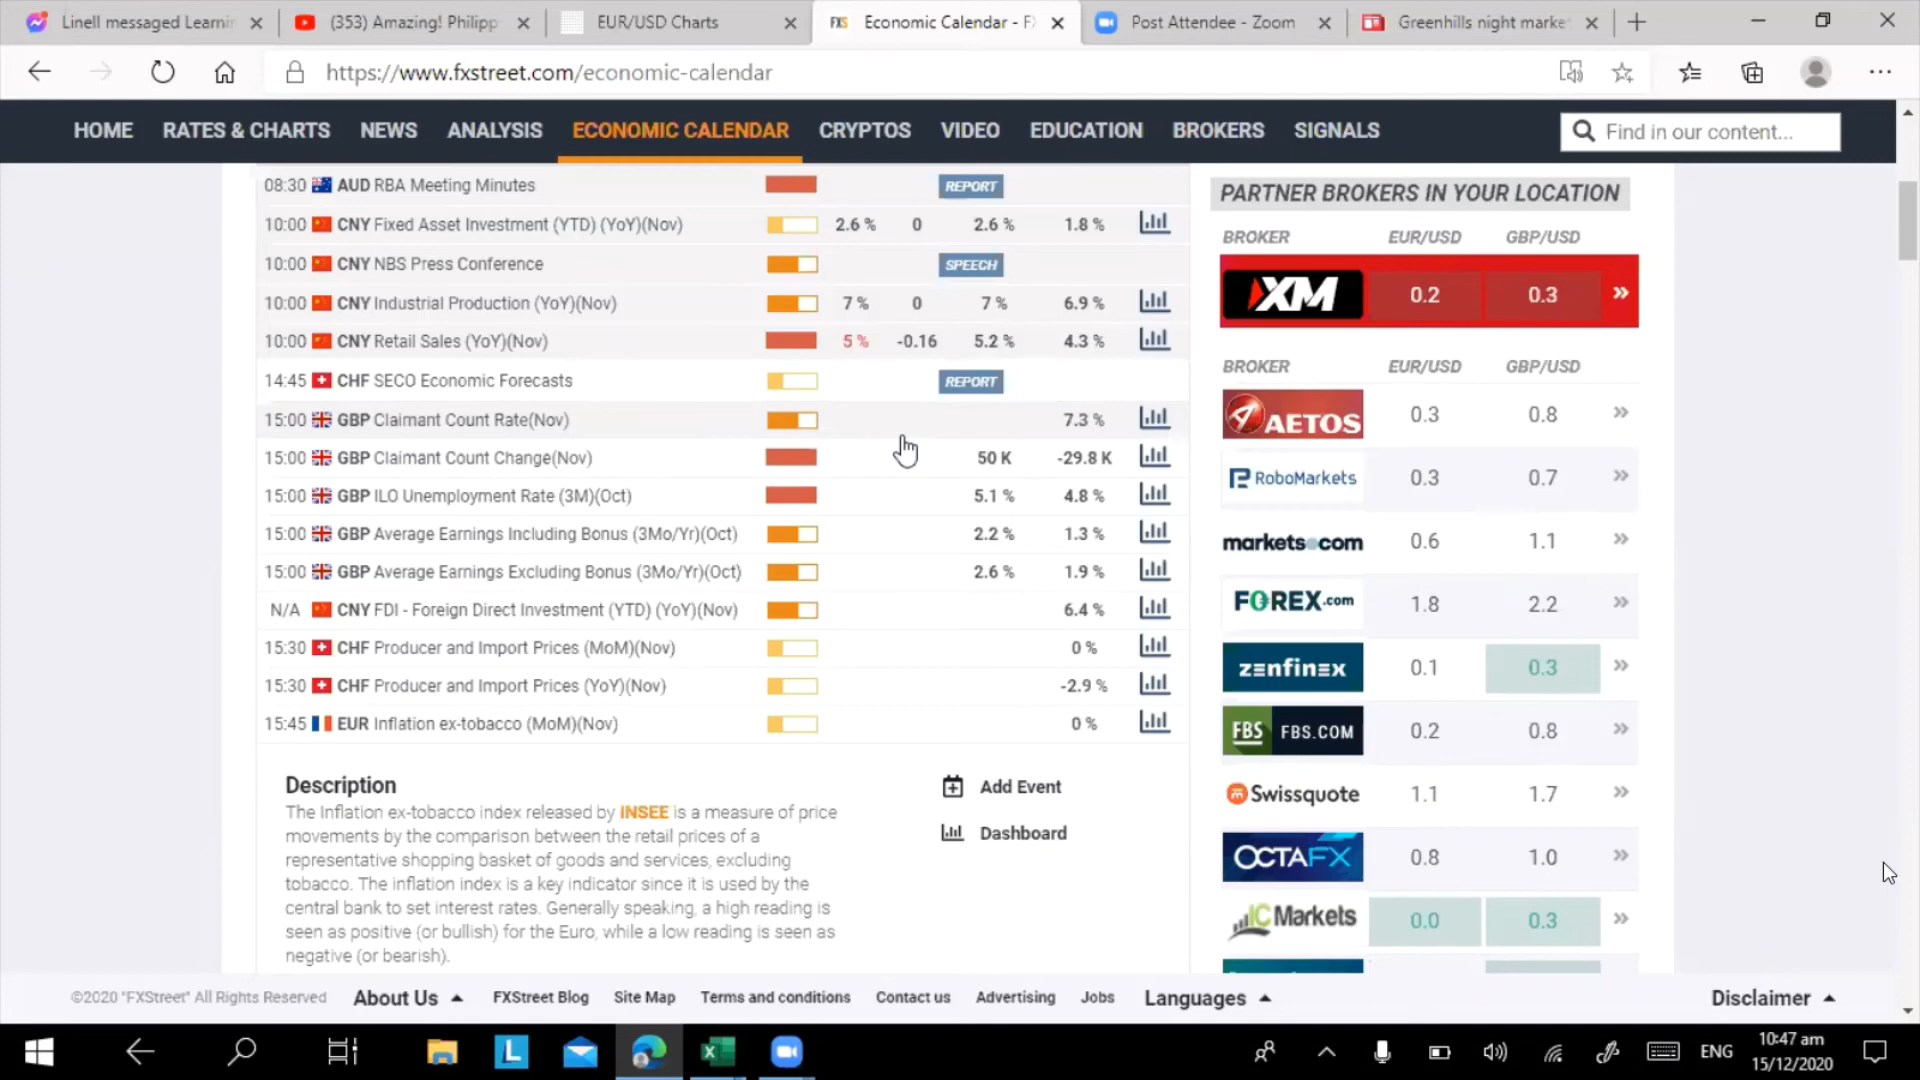 Linell messaged Learnin
(353) Amazing! Philipp
EUR/USD Charts
FXS Economic Calendar - F
Post Attendee - Zoom
Greenhills night marke
https://www.fxstreet.com/economic-calendar
HOME RATES & CHARTS NEWS ANALYSIS ECONOMIC CALENDAR CRYPTOS VIDEO EDUCATION BROKERS SIGNALS Find in our content...
08:30 AUD RBA Meeting Minutes REPORT
10:00 CNY Fixed Asset Investment (YTD) (YoY)(Nov) 2.6 % 0 2.6 % 1.8 %
10:00 CNY NBS Press Conference SPEECH
10:00 CNY Industrial Production (YoY)(Nov) 7 % 0 7 % 6.9 %
10:00 CNY Retail Sales (YoY)(Nov) 5 % -0.16 5.2 % 4.3 %
14:45 CHF SECO Economic Forecasts REPORT
15:00 GBP Claimant Count Rate(Nov) 7.3 %
15:00 GBP Claimant Count Change(Nov) 50 K -29.8 K
15:00 GBP ILO Unemployment Rate (3M)(Oct) 5.1 % 4.8 %
15:00 GBP Average Earnings Including Bonus (3Mo/Yr)(Oct) 2.2 % 1.3 %
15:00 GBP Average Earnings Excluding Bonus (3Mo/Yr)(Oct) 2.6 % 1.9 %
N/A CNY FDI - Foreign Direct Investment (YTD) (YoY)(Nov) 6.4 %
15:30 CHF Producer and Import Prices (MoM)(Nov) 0 %
15:30 CHF Producer and Import Prices (YoY)(Nov) -2.9 %
15:45 EUR Inflation ex-tobacco (MoM)(Nov) 0 %
Description
The Inflation ex-tobacco index released by INSEE is a measure of price
movements by the comparison between the retail prices of a
representative shopping basket of goods and services, excluding
tobacco. The inflation index is a key indicator since it is used by the
central bank to set interest rates. Generally speaking, a high reading is
seen as positive (or bullish) for the Euro, while a low reading is seen as
negative (or bearish).
Add Event
Dashboard
PARTNER BROKERS IN YOUR LOCATION
BROKER EUR/USD GBP/USD
XM 0.2 0.3 »
BROKER EUR/USD GBP/USD
AETOS 0.3 0.8 »
RoboMarkets 0.3 0.7 »
markets.com 0.6 1.1 »
FOREX.com 1.8 2.2 »
zenfinex 0.1 0.3 »
FBS FBS.COM 0.2 0.8 »
Swissquote 1.1 1.7 »
OCTAFX 0.8 1.0 »
IC Markets 0.0 0.3 »
©2020 "FXStreet" All Rights Reserved About Us FXStreet Blog Site Map Terms and conditions Contact us Advertising Jobs Languages Disclaimer
L
ENG
10:47 am
15/12/2020